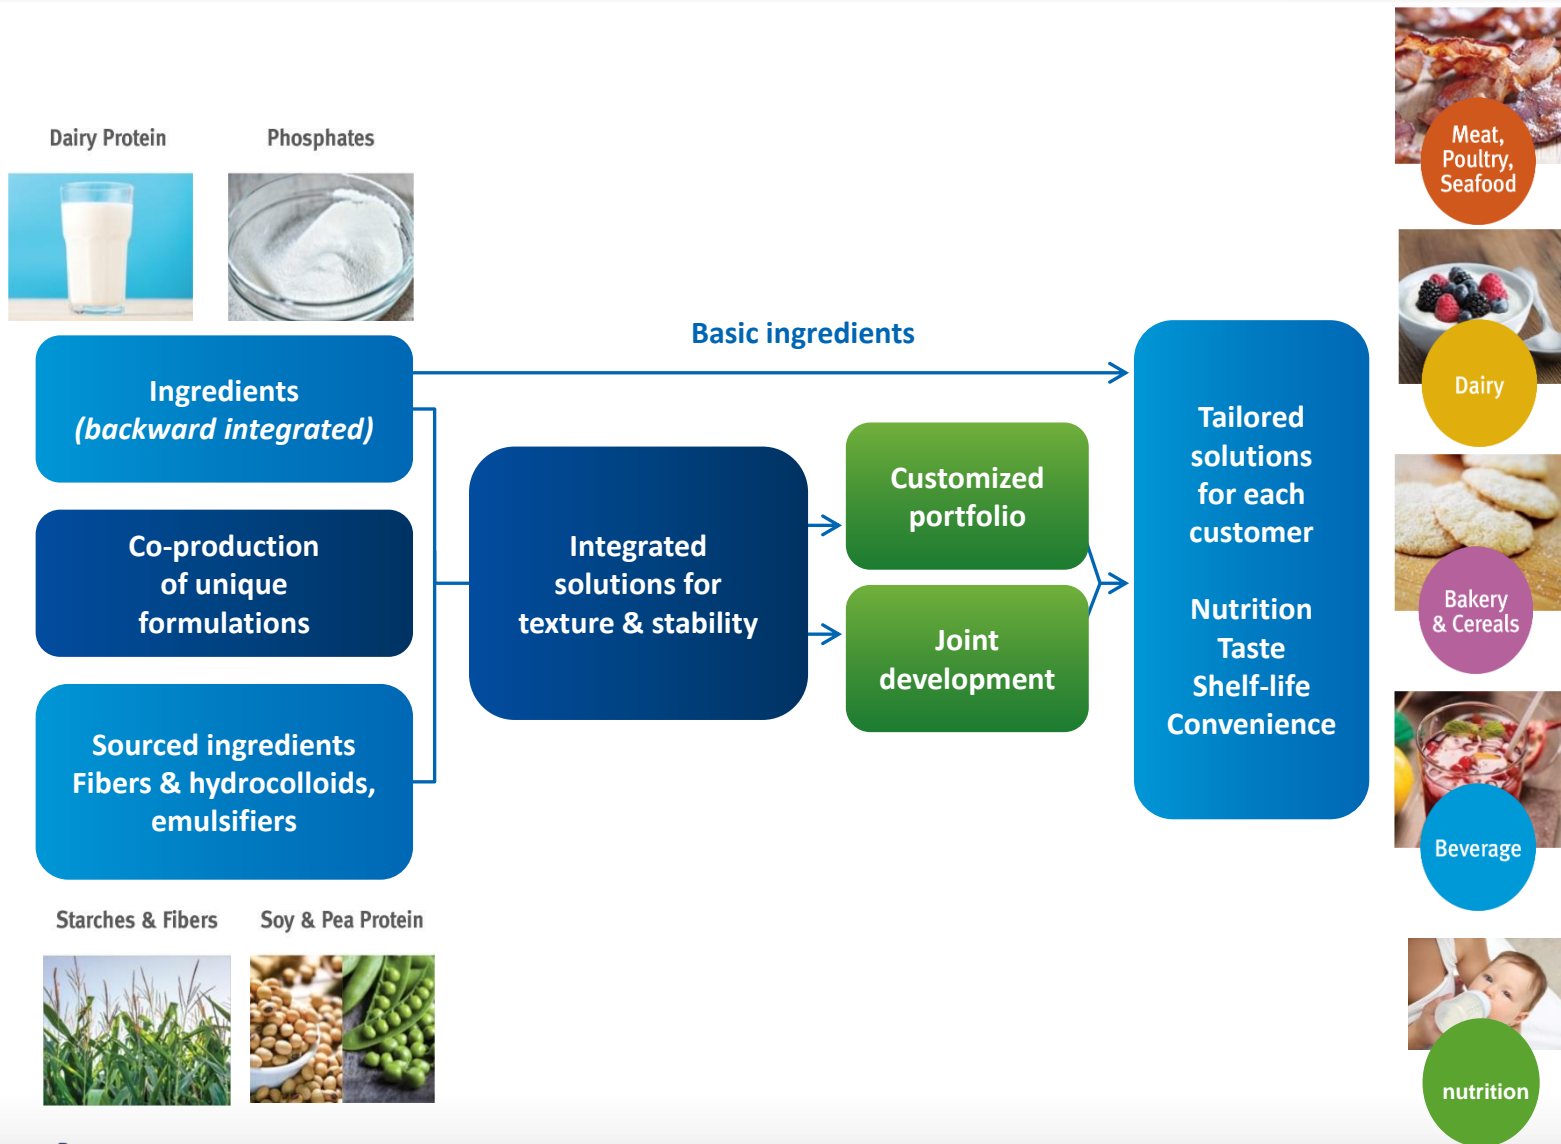 Dairy Protein
Phosphates
Ingredients
(backward integrated)
Co-production
of unique
formulations
Sourced ingredients
Fibers & hydrocolloids,
emulsifiers
Starches & Fibers
Soy & Pea Protein
Basic ingredients
Integrated
solutions for
texture & stability
Customized
portfolio
Joint
development
Tailored
solutions
for each
customer
Nutrition
Taste
Shelf-life
Convenience
Meat,
Poultry,
Seafood
Dairy
Bakery
& Cereals
Beverage
nutrition